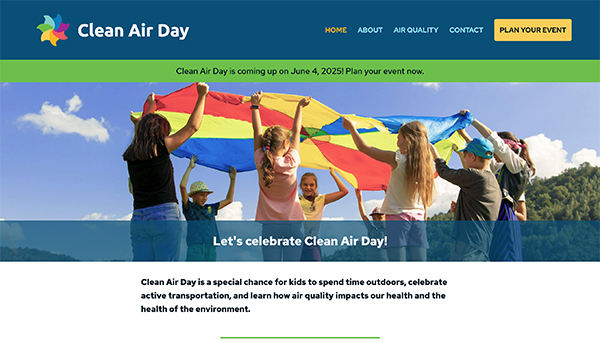 Clean Air Day
HOME ABOUT AIR QUALITY CONTACT PLAN YOUR EVENT
Clean Air Day is coming up on June 4, 2025! Plan your event now.
Let's celebrate Clean Air Day!
Clean Air Day is a special chance for kids to spend time outdoors, celebrate
active transportation, and learn how air quality impacts our health and the
health of the environment.